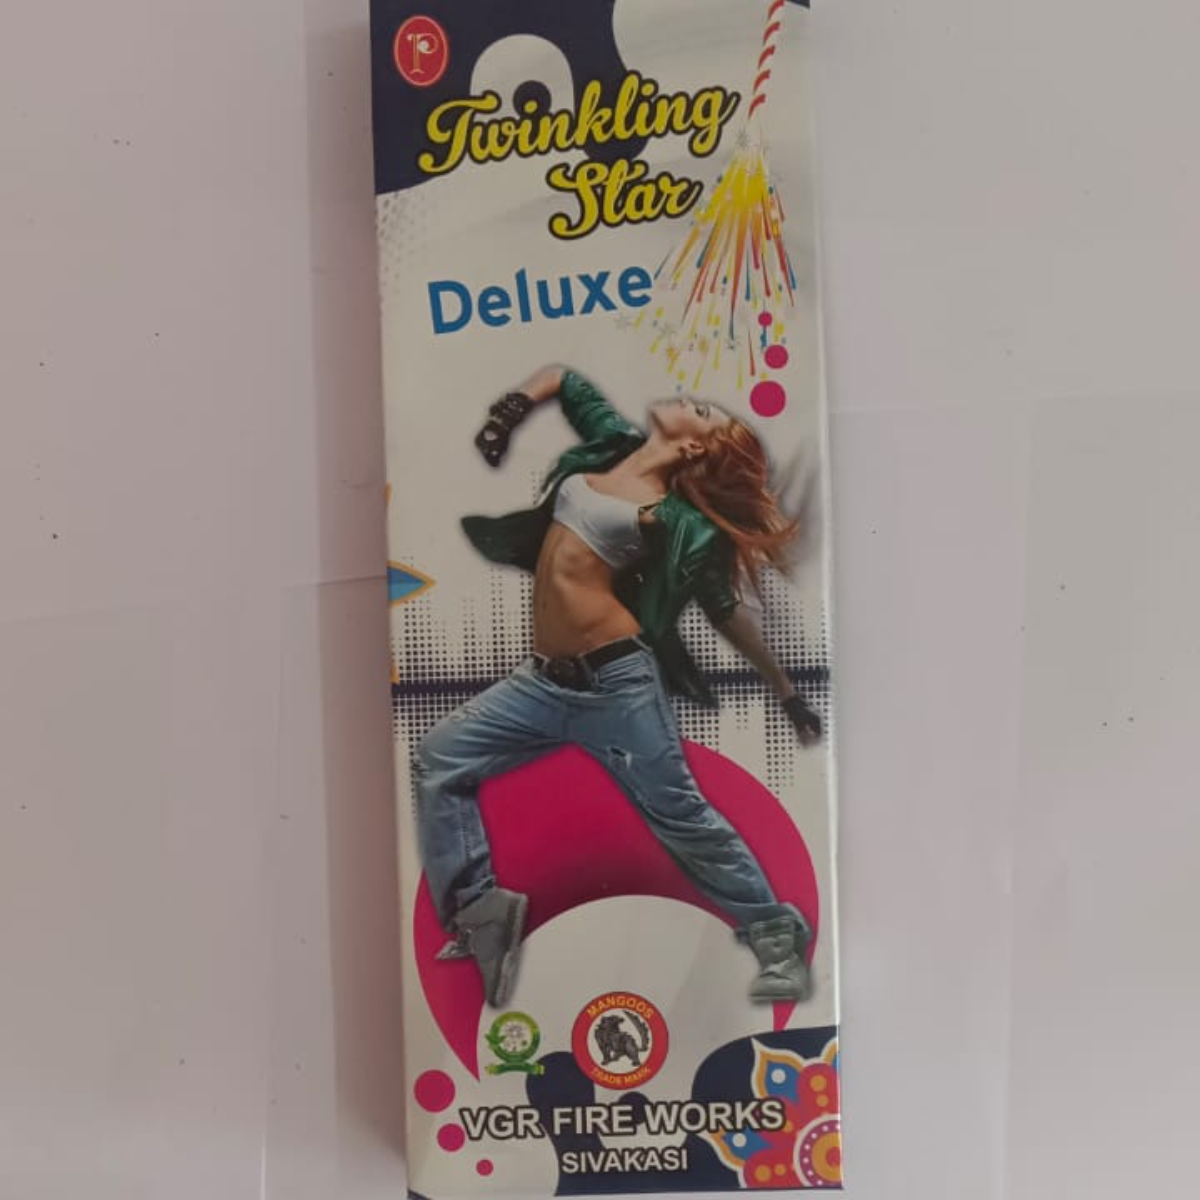 P
Twinkling
Star
Deluxe
MANGOOS
TRADE MARK
VGR FIRE WORKS
SIVAKASI